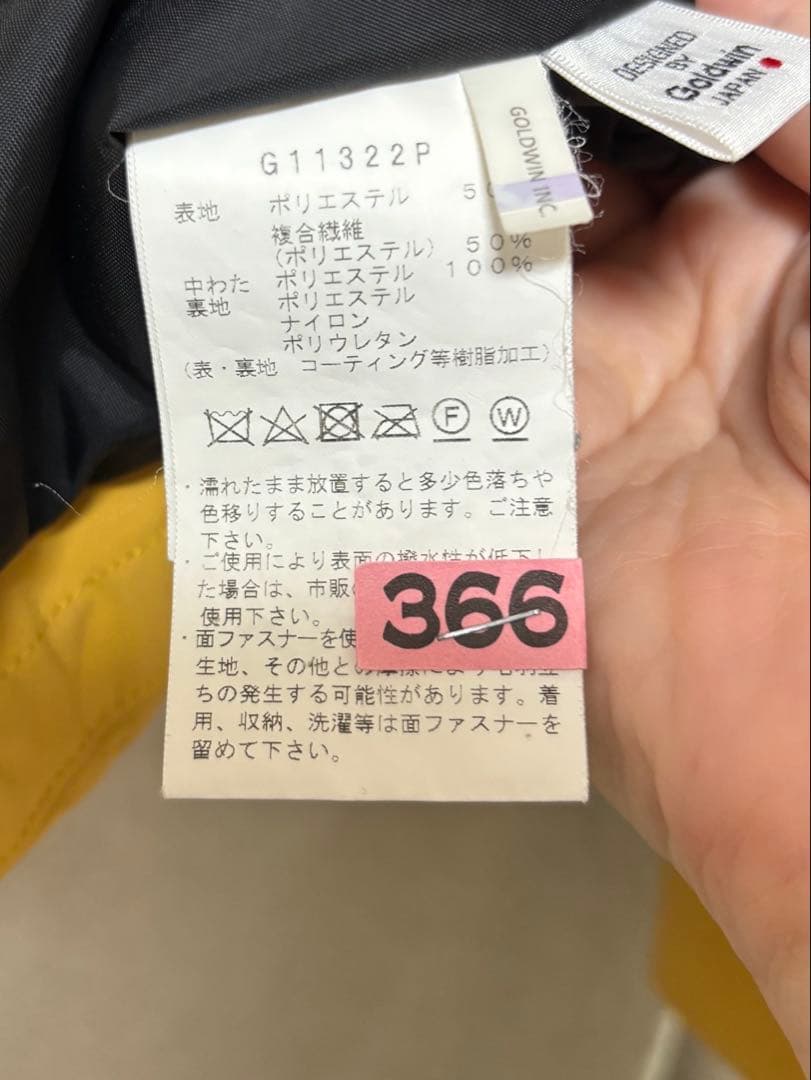 DESIGNED
BY
Goldwin
JAPAN
GOLDWIN INC
G11322P
表地 ポリエステル 5
複合繊維
(ポリエステル) 50%
中わた ポリエステル 100%
裏地 ポリエステル
ナイロン
ポリウレタン
(表・裏地 コーティング等樹脂加工)
F W
・濡れたまま放置すると多少色落ちや
色移りすることがあります。ご注意
下さい。
・ご使用により表面の撥水性が低下し
た場合は、市販
使用下さい。
366
・面ファスナーを使
生地、その他と
ちの発生する可能性があります。着
用、収納、洗濯等は面ファスナーを
留めて下さい。